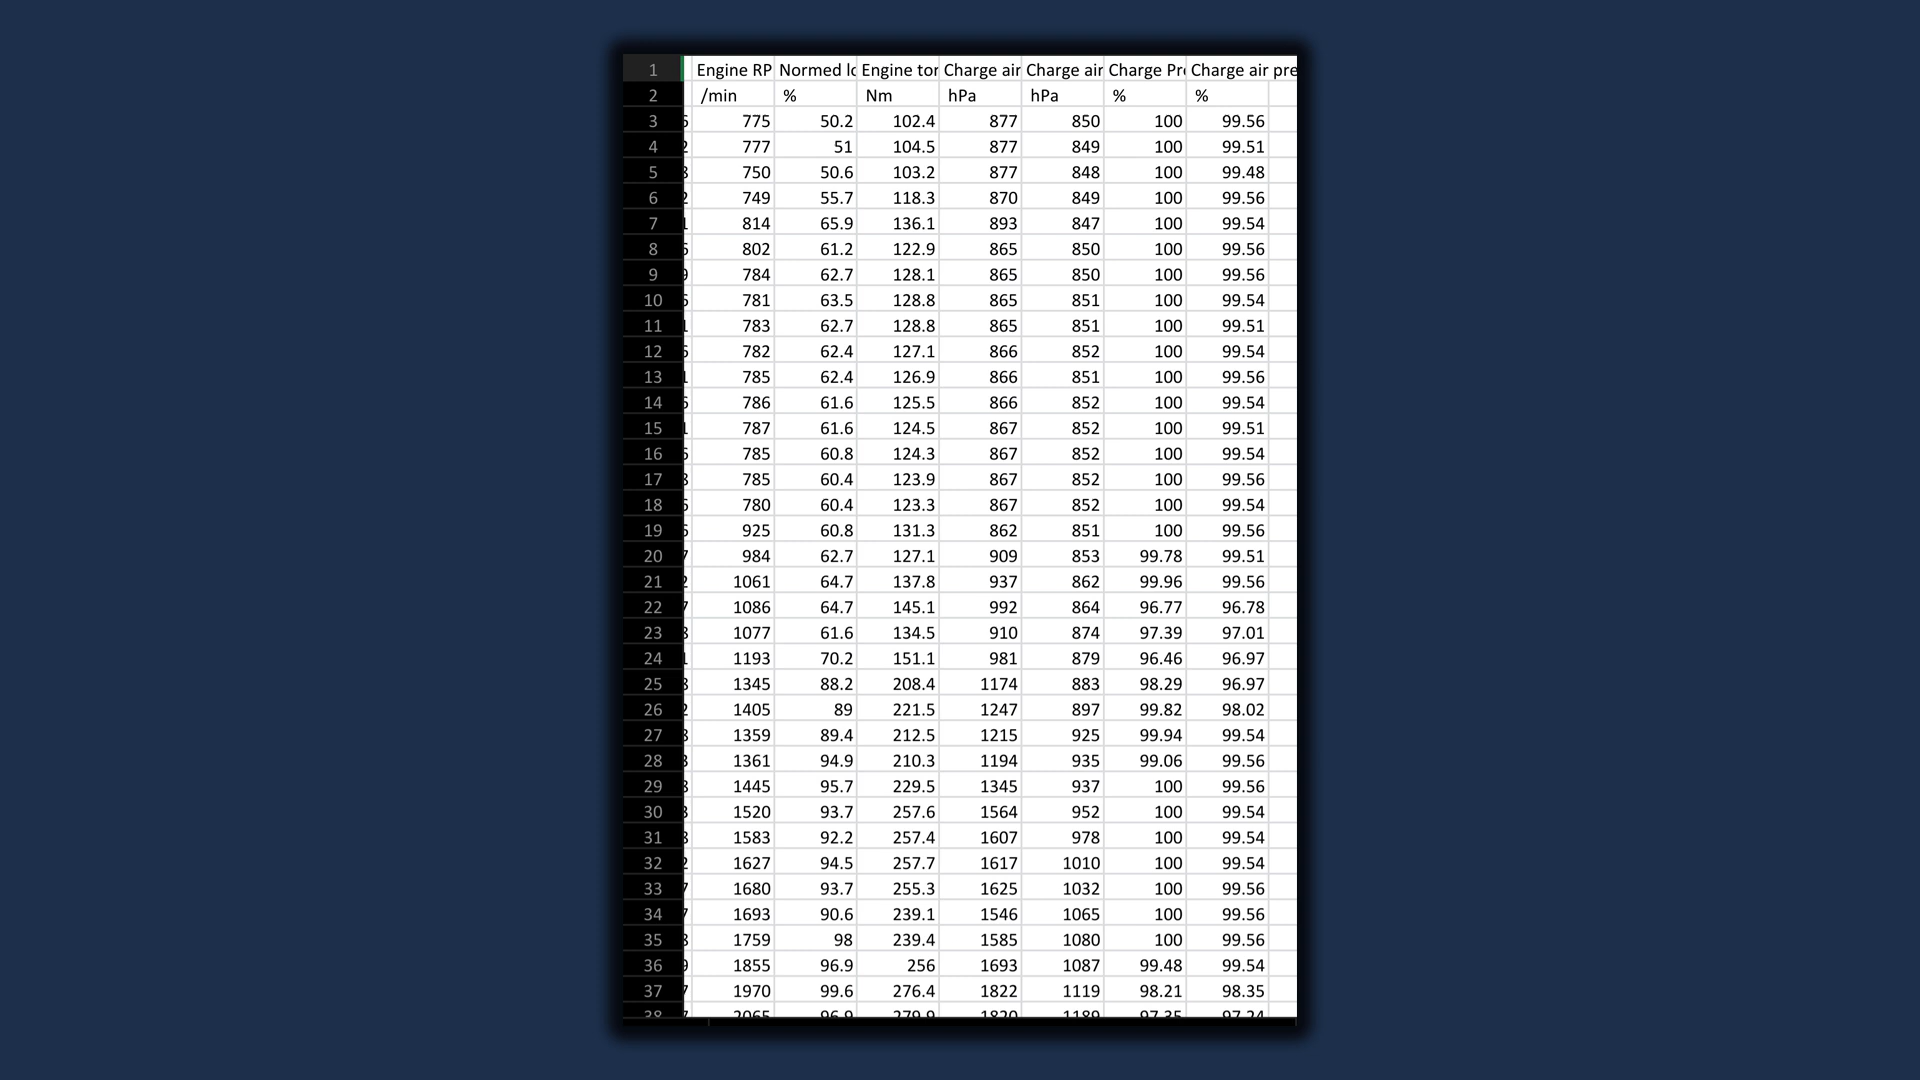 1 Engine RP Normed lo Engine tor Charge air Charge air Charge Pr Charge air pre
2 /min % Nm hPa hPa % %
3 775 50.2 102.4 877 850 100 99.56
4 777 51 104.5 877 849 100 99.51
5 750 50.6 103.2 877 848 100 99.48
6 749 55.7 118.3 870 849 100 99.56
7 814 65.9 136.1 893 847 100 99.54
8 802 61.2 122.9 865 850 100 99.56
9 784 62.7 128.1 865 850 100 99.56
10 781 63.5 128.8 865 851 100 99.54
11 783 62.7 128.8 865 851 100 99.51
12 782 62.4 127.1 866 852 100 99.54
13 785 62.4 126.9 866 851 100 99.56
14 786 61.6 125.5 866 852 100 99.54
15 787 61.6 124.5 867 852 100 99.51
16 785 60.8 124.3 867 852 100 99.54
17 785 60.4 123.9 867 852 100 99.56
18 780 60.4 123.3 867 852 100 99.54
19 925 60.8 131.3 862 851 100 99.56
20 984 62.7 127.1 909 853 99.78 99.51
21 1061 64.7 137.8 937 862 99.96 99.56
22 1086 64.7 145.1 992 864 96.77 96.78
23 1077 61.6 134.5 910 874 97.39 97.01
24 1193 70.2 151.1 981 879 96.46 96.97
25 1345 88.2 208.4 1174 883 98.29 96.97
26 1405 89 221.5 1247 897 99.82 98.02
27 1359 89.4 212.5 1215 925 99.94 99.54
28 1361 94.9 210.3 1194 935 99.06 99.56
29 1445 95.7 229.5 1345 937 100 99.56
30 1520 93.7 257.6 1564 952 100 99.54
31 1583 92.2 257.4 1607 978 100 99.54
32 1627 94.5 257.7 1617 1010 100 99.54
33 1680 93.7 255.3 1625 1032 100 99.56
34 1693 90.6 239.1 1546 1065 100 99.56
35 1759 98 239.4 1585 1080 100 99.56
36 1855 96.9 256 1693 1087 99.48 99.54
37 1970 99.6 276.4 1822 1119 98.21 98.35